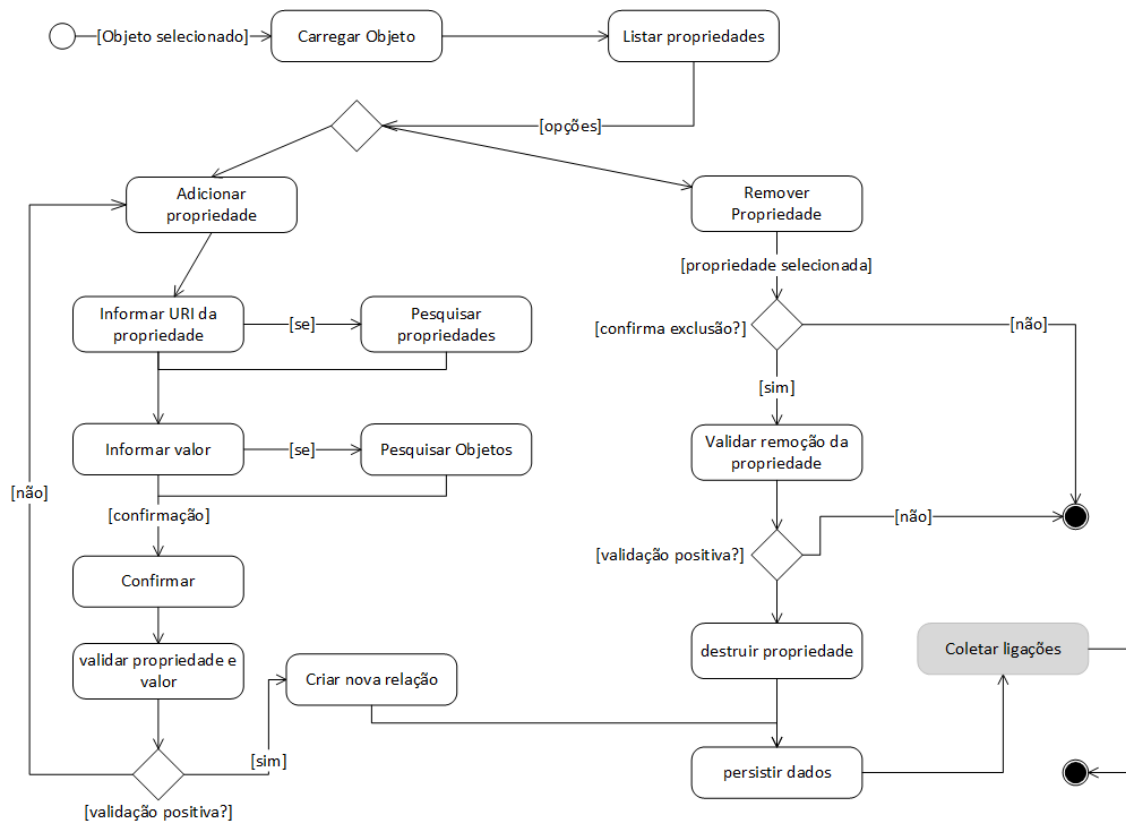 [Objeto selecionado]
Carregar Objeto
Listar propriedades
[opções]
Adicionar
propriedade
Remover
Propriedade
[propriedade selecionada]
Informar URI da
propriedade
[se]
Pesquisar
propriedades
[confirma exclusão?]
[não]
[sim]
Informar valor
[se]
Pesquisar Objetos
Validar remoção da
propriedade
[não]
[confirmação]
[não]
[validação positiva?]
Confirmar
validar propriedade e
valor
Criar nova relação
destruir propriedade
Coletar ligações
[sim]
persistir dados
[validação positiva?]